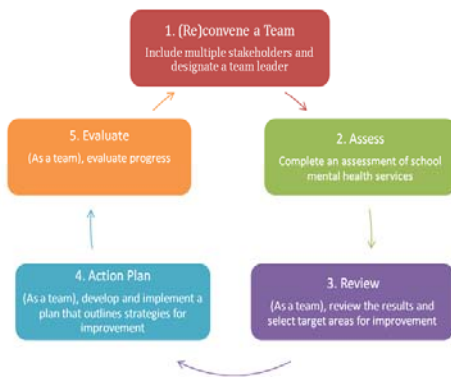 1. (Re)convene a Team
Include multiple stakeholders and
designate a team leader
2. Assess
Complete an assessment of school
mental health services
3. Review
(As a team), review the results and
select target areas for improvement
4. Action Plan
(As a team), develop and implement a
plan that outlines strategies for
improvement
5. Evaluate
(As a team), evaluate progress